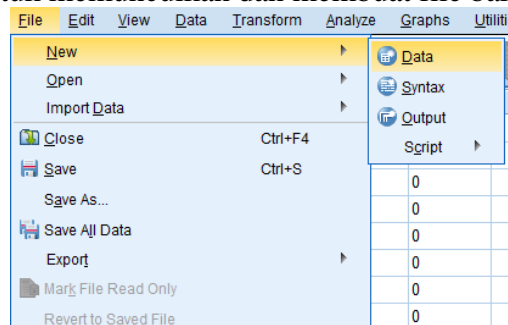 File Edit View Data Transform Analyze Graphs Utiliti
New
Open
Import Data
Close Ctrl+F4
Save Ctrl+S
Save As...
Save All Data
Export
Mark File Read Only
Revert to Saved File
Data
Syntax
Output
Script
0
0
0
0
0
0